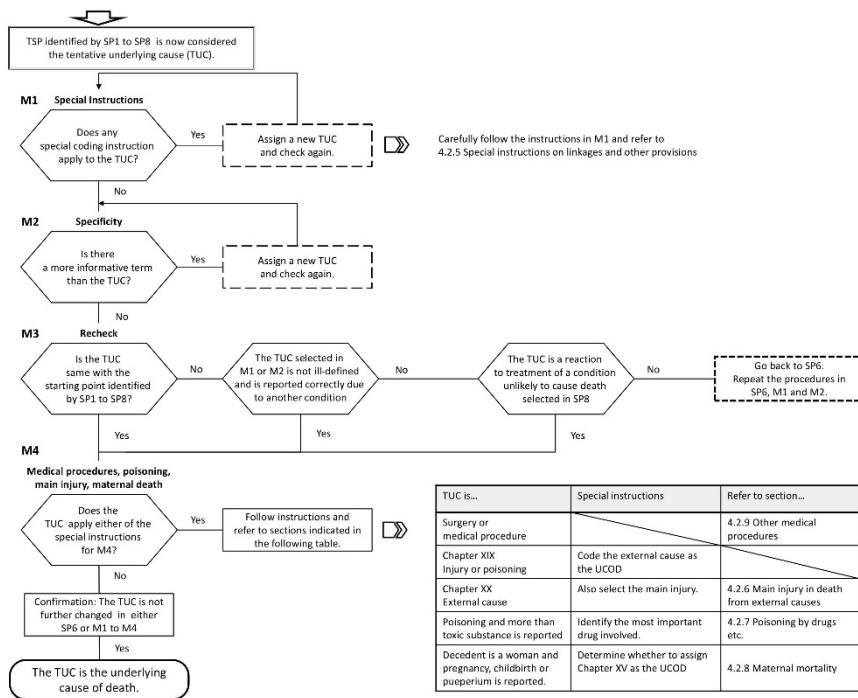 TSP identified by SP1 to SP8 is now considered
the tentative underlying cause (TUC).
M1
Special Instructions
Does any
special coding instruction
apply to the TUC?
Yes
Assign a new TUC
and check again.
Carefully follow the instructions in M1 and refer to
4.2.5 Special instructions on linkages and other provisions
No
M2
Specificity
Is there
a more informative term
than the TUC?
Yes
Assign a new TUC
and check again.
No
M3
Recheck
Is the TUC
same with the
starting point identified
by SP1 to SP8?
No
The TUC selected in
M1 or M2 is not ill-defined
and is reported correctly due
to another condition
No
The TUC is a reaction
to treatment of a condition
unlikely to cause death
selected in SP8
No
Go back to SP6.
Repeat the procedures in
SP6, M1 and M2.
Yes
Yes
Yes
M4
Medical procedures, poisoning,
main injury, maternal death
Does the
TUC apply either of the
special instructions
for M4?
Yes
Follow instructions and
refer to sections indicated
in the following table.
No
Confirmation: The TUC is not
further changed in either
SP6 or M1 to M4
Yes
The TUC is the underlying
cause of death.
TUC is...
Special instructions
Refer to section...
Surgery or
medical procedure
4.2.9 Other medical
procedures
Chapter XIX
Injury or poisoning
Code the external cause as
the UCOD
Chapter XX
External cause
Also select the main injury.
4.2.6 Main injury in death
from external causes
Poisoning and more than
toxic substance is reported
Identify the most important
drug involved.
4.2.7 Poisoning by drugs
etc.
Decedent is a woman and
pregnancy, childbirth or
pueperium is reported.
Determine whether to assign
Chapter XV as the UCOD
4.2.8 Maternal mortality